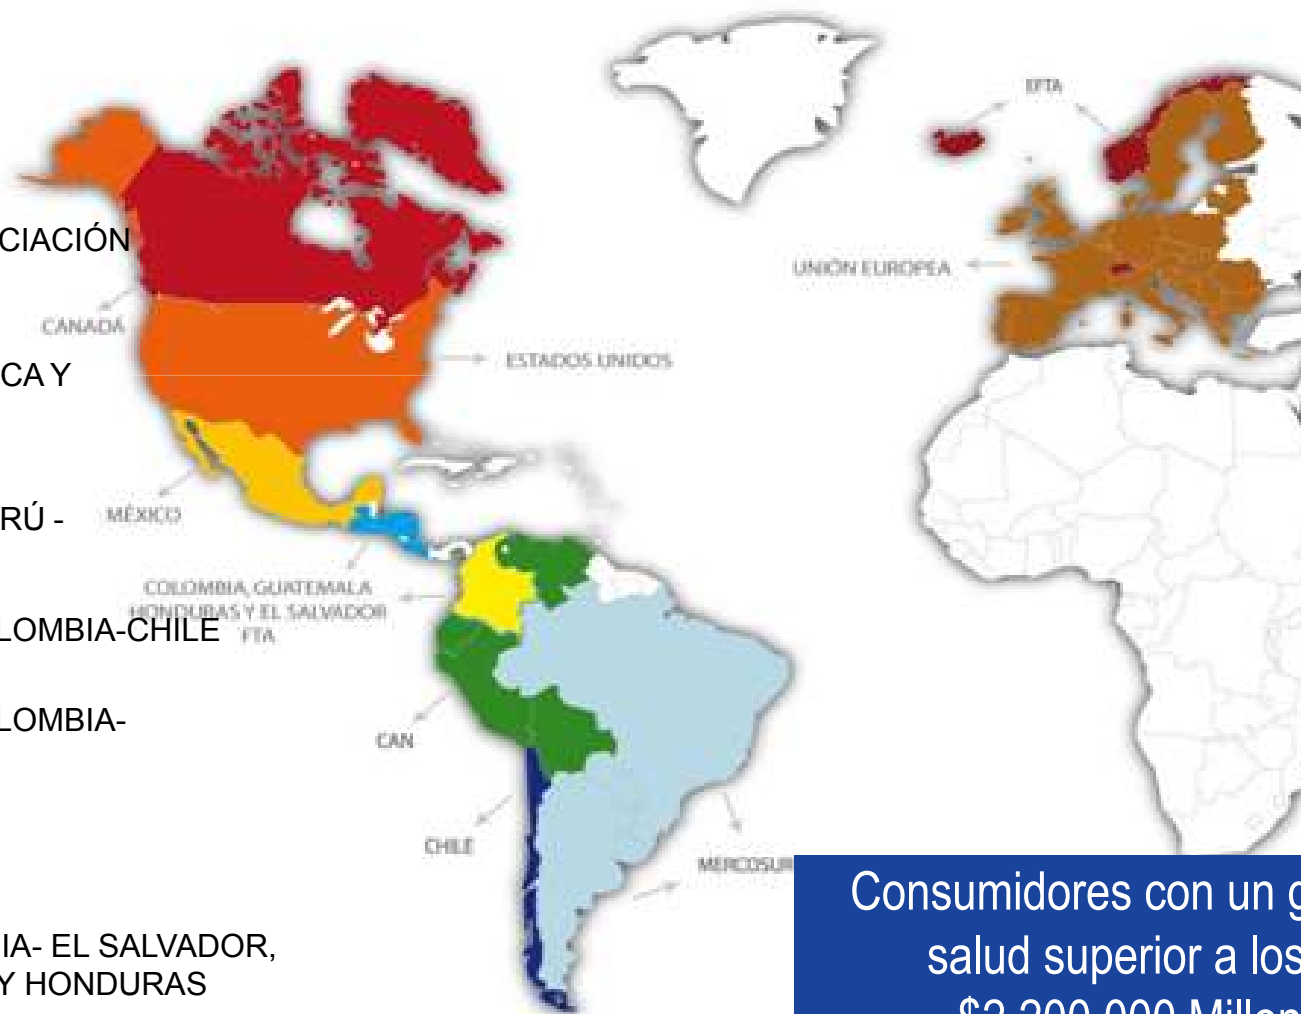 EFTA
CIACIÓN
UNIÓN EUROPEA
CANADÁ
ESTADOS UNIDOS
CA Y
MÉXICO
RÚ -
COLOMBIA, GUATEMALA
HONDURAS Y EL SALVADOR
FTA
LOMBIA-CHILE
LOMBIA-
CAN
CHILE
MERCOSUR
IA- EL SALVADOR,
Y HONDURAS
Consumidores con un g
salud superior a los